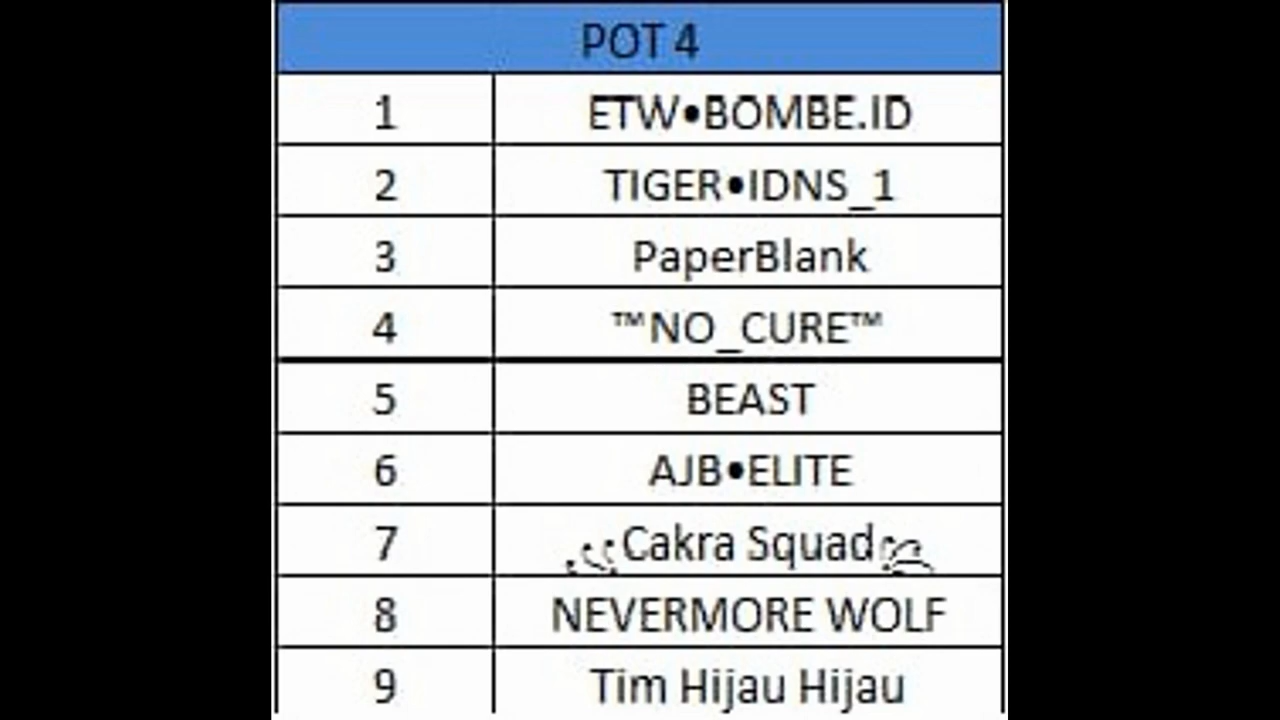 POT 4
1 ETW•BOMBE.ID
2 TIGER•IDNS_1
3 PaperBlank
4 ™NO_CURE™
5 BEAST
6 AJB•ELITE
7 Cakra Squad
8 NEVERMORE WOLF
9 Tim Hijau Hijau